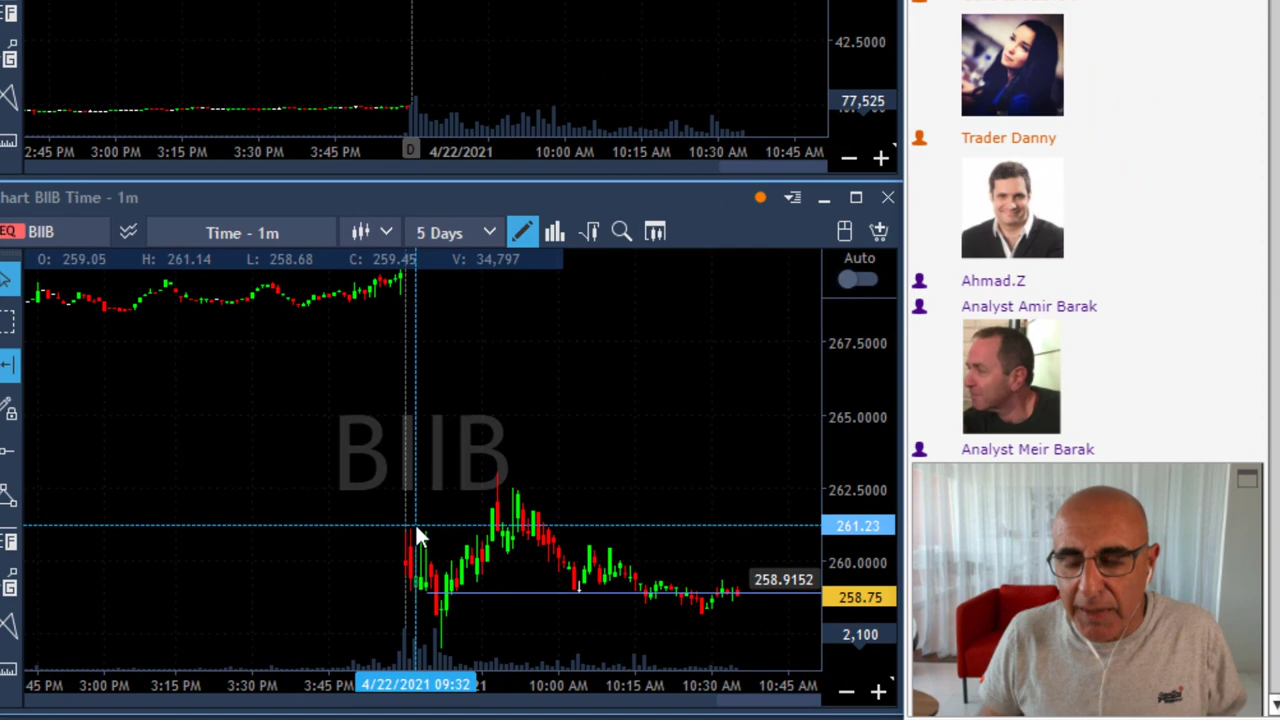 F
G
42.5000
77,525
2:45 PM 3:00 PM 3:15 PM 3:30 PM 3:45 PM D 4/22/2021 10:00 AM 10:15 AM 10:30 AM 10:45 AM
hart BIIB Time - 1m
EQ BIIB Time - 1m 5 Days
O: 259.05 H: 261.14 L: 258.68 C: 259.45 V: 34,797
Auto
267.5000
265.0000
BIIB
262.5000
261.23
260.0000
258.9152
258.75
2,100
F
G
45 PM 3:00 PM 3:15 PM 3:30 PM 3:45 PM 4/22/2021 09:32 21 10:00 AM 10:15 AM 10:30 AM 10:45 AM
Trader Danny
Ahmad.Z
Analyst Amir Barak
Analyst Meir Barak